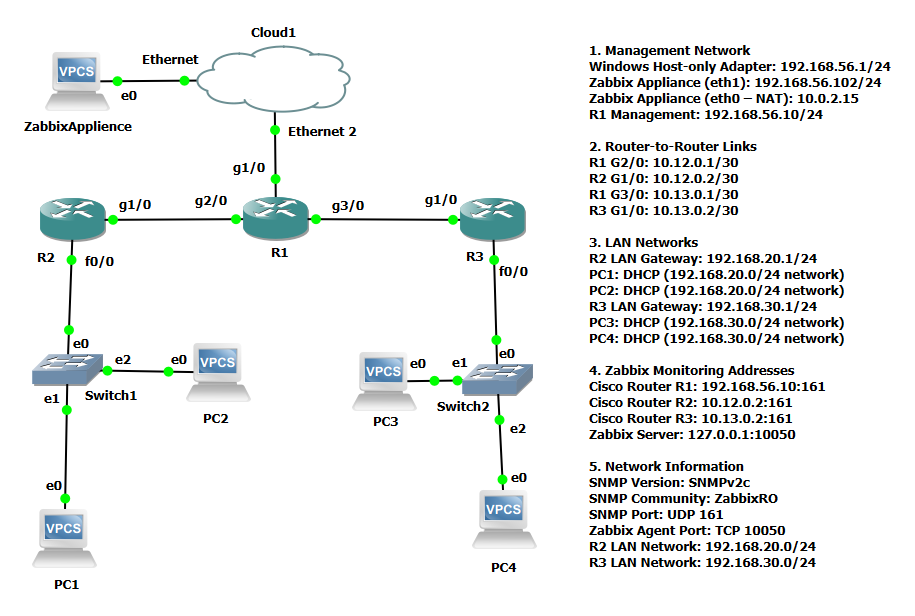 Cloud1
Ethernet
VPCS
e0
ZabbixApplience
Ethernet 2
g1/0
g1/0
g2/0
g3/0
g1/0
R2
R1
R3
f0/0
f0/0
e0
e2
e0
VPCS
Switch1
e1
PC2
e0
VPCS
e0
e1
Switch2
PC3
e2
e0
VPCS
PC1
e0
VPCS
PC4
1. Management Network
Windows Host-only Adapter: 192.168.56.1/24
Zabbix Appliance (eth1): 192.168.56.102/24
Zabbix Appliance (eth0 – NAT): 10.0.2.15
R1 Management: 192.168.56.10/24
2. Router-to-Router Links
R1 G2/0: 10.12.0.1/30
R2 G1/0: 10.12.0.2/30
R1 G3/0: 10.13.0.1/30
R3 G1/0: 10.13.0.2/30
3. LAN Networks
R2 LAN Gateway: 192.168.20.1/24
PC1: DHCP (192.168.20.0/24 network)
PC2: DHCP (192.168.20.0/24 network)
R3 LAN Gateway: 192.168.30.1/24
PC3: DHCP (192.168.30.0/24 network)
PC4: DHCP (192.168.30.0/24 network)
4. Zabbix Monitoring Addresses
Cisco Router R1: 192.168.56.10:161
Cisco Router R2: 10.12.0.2:161
Cisco Router R3: 10.13.0.2:161
Zabbix Server: 127.0.0.1:10050
5. Network Information
SNMP Version: SNMPv2c
SNMP Community: ZabbixRO
SNMP Port: UDP 161
Zabbix Agent Port: TCP 10050
R2 LAN Network: 192.168.20.0/24
R3 LAN Network: 192.168.30.0/24